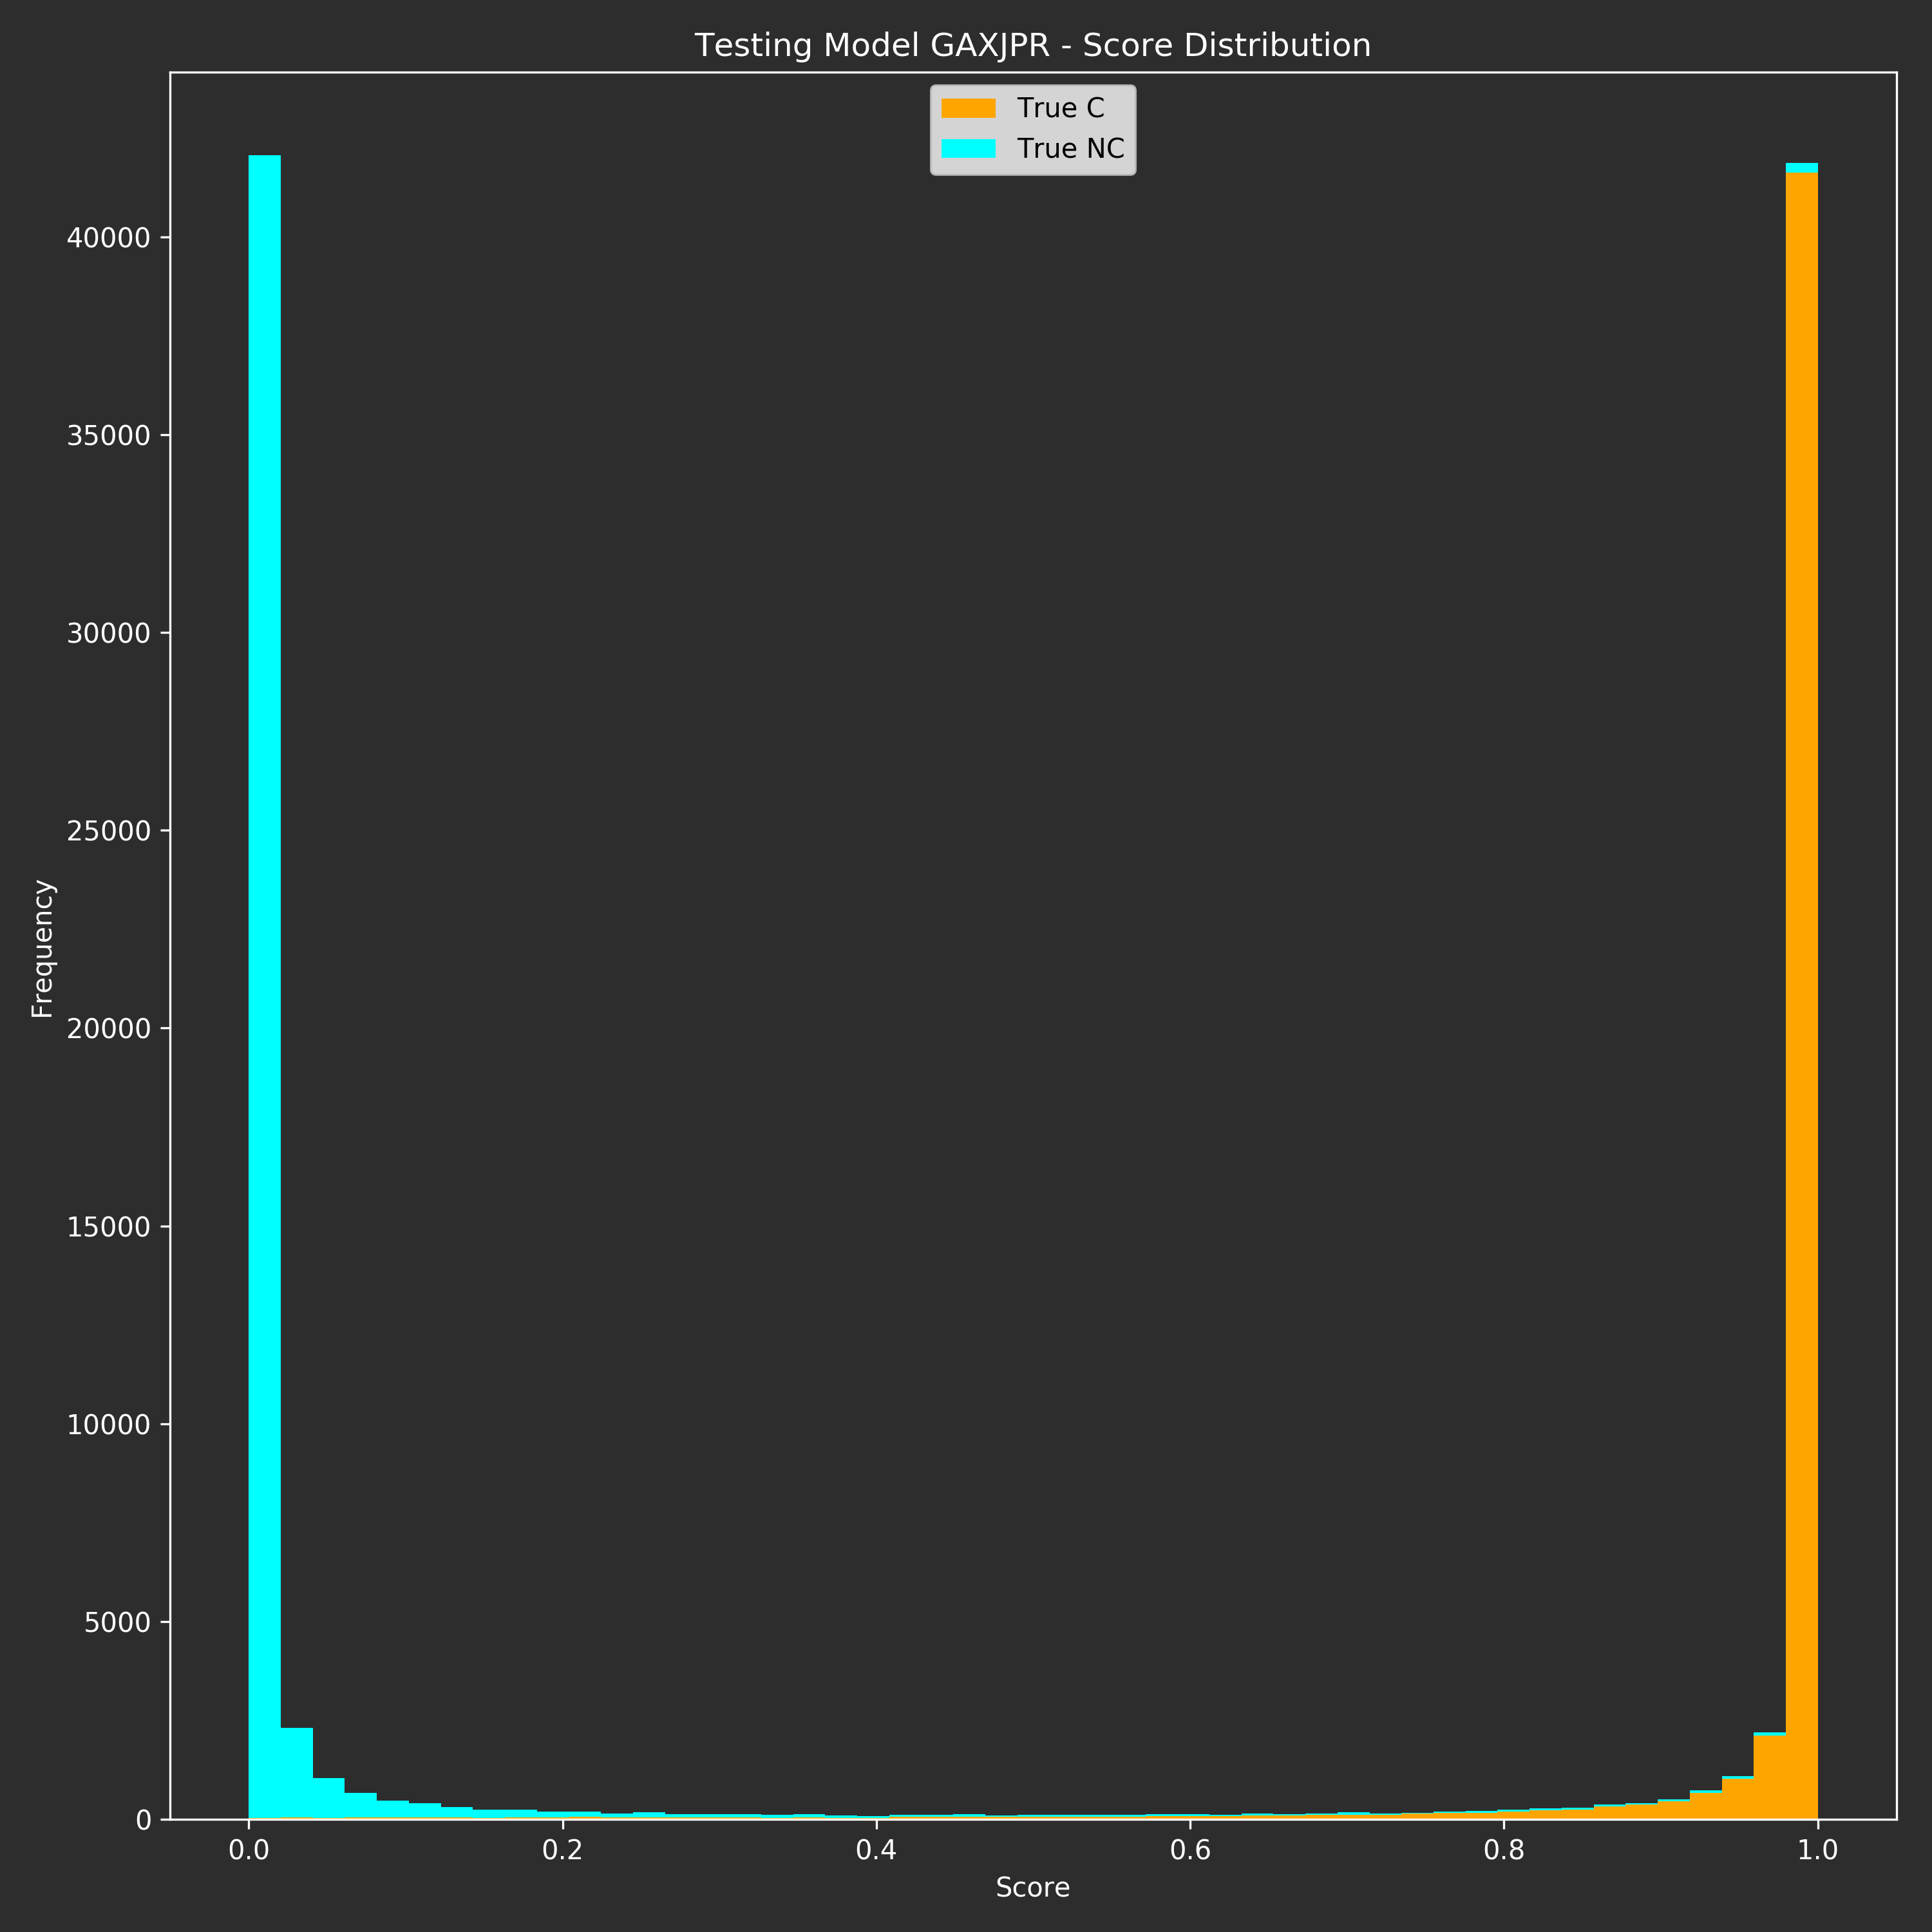 Testing Model GAXJPR - Score Distribution
True C
True NC
40000
35000
30000
25000
20000
15000
10000
5000
0
Frequency
0.0 0.2 0.4 0.6 0.8 1.0
Score